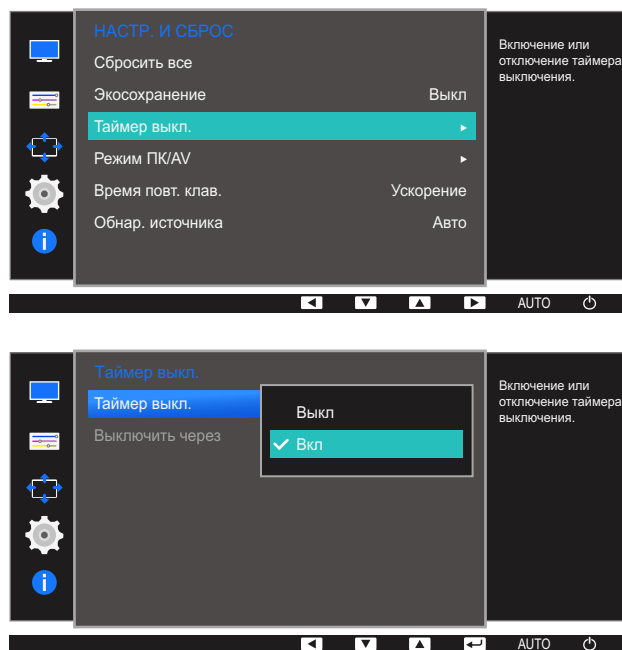 НАСТР. И СБРОС
Сбросить все
Экосохранение Выкл
Таймер выкл.
Режим ПК/AV
Время повт. клав. Ускорение
Обнар. источника Авто
Включение или
отключение таймера
выключения.
AUTO
Таймер выкл.
Таймер выкл.
Выключить через
Выкл
Вкл
Включение или
отключение таймера
выключения.
AUTO